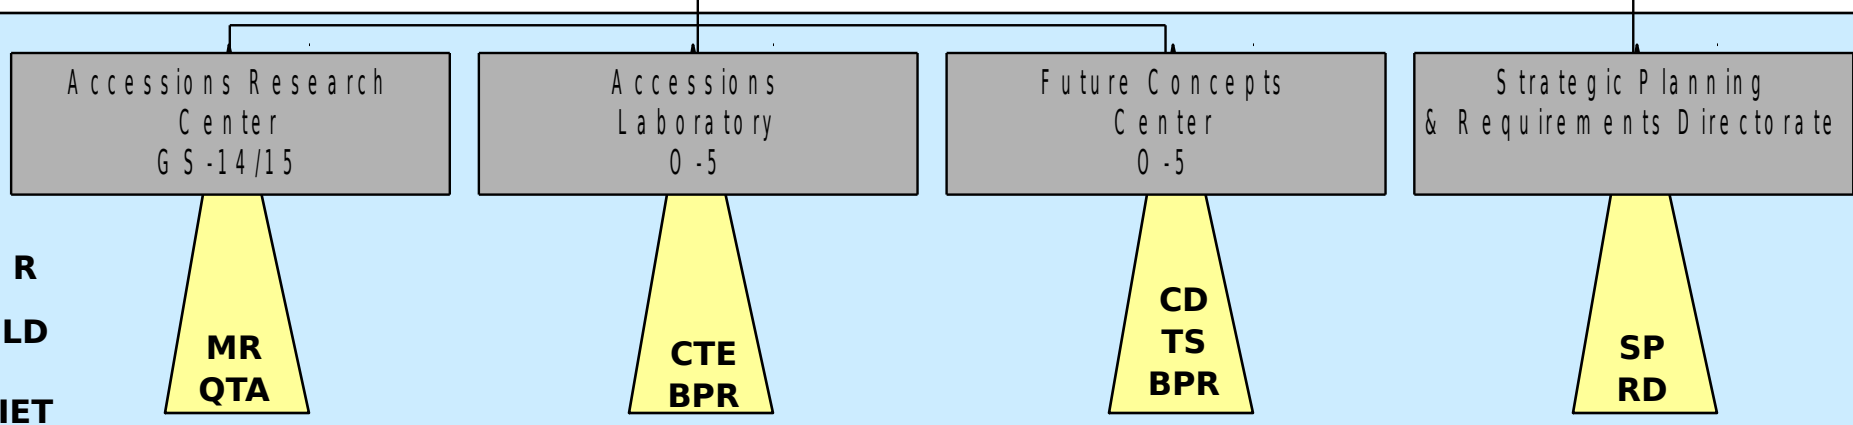 Accessions Research
Center
GS-14/15
Accessions
Laboratory
O-5
Future Concepts
Center
O-5
Strategic Planning
& Requirements Directorate
R
LD
IET
MR
QTA
CTE
BPR
CD
TS
BPR
SP
RD